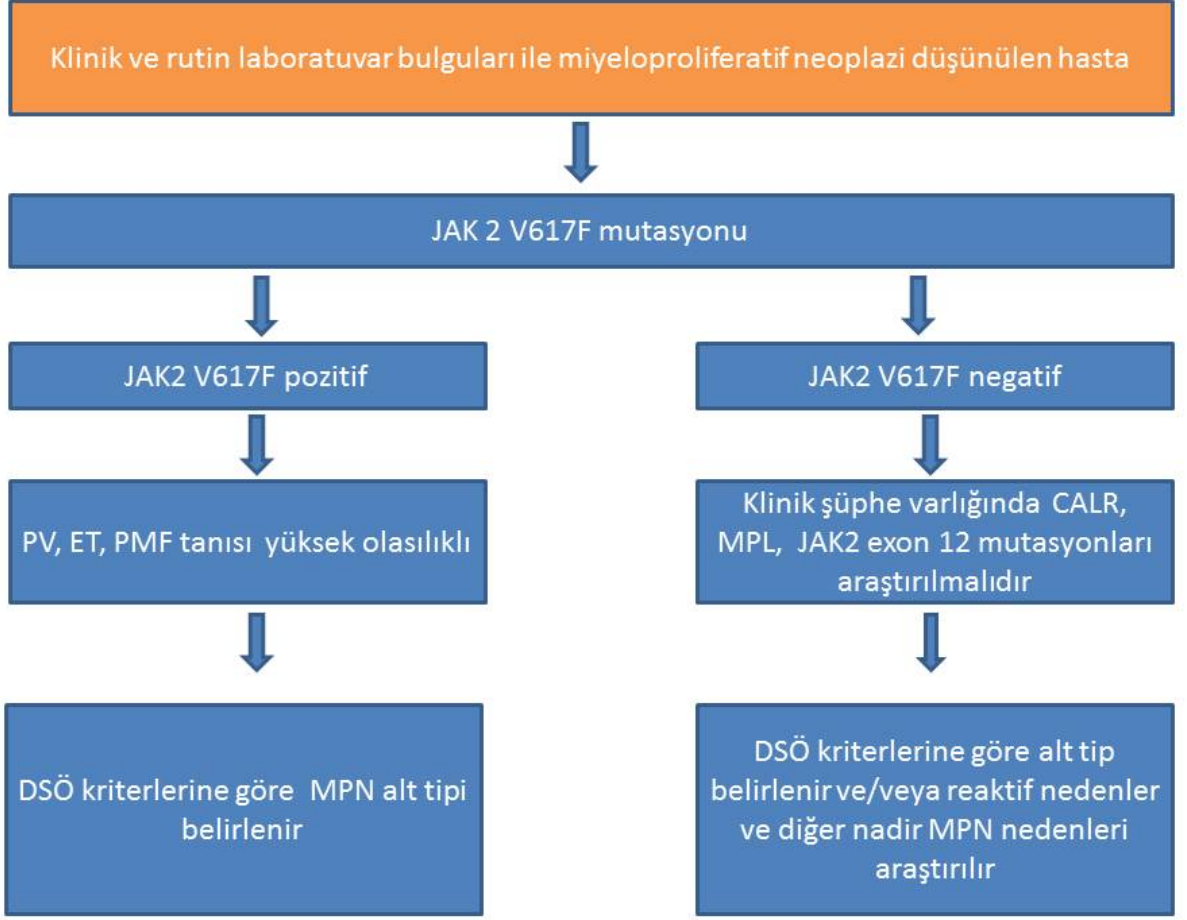 Klinik ve rutin laboratuvar bulguları ile miyeloproliferatif neoplazi düşünülen hasta
JAK 2 V617F mutasyonu
JAK2 V617F pozitif
JAK2 V617F negatif
PV, ET, PMF tanısı yüksek olasılıklı
Klinik şüphe varlığında CALR,
MPL, JAK2 exon 12 mutasyonları
araştırılmalıdır
DSÖ kriterlerine göre MPN alt tipi
belirlenir
DSÖ kriterlerine göre alt tip
belirlenir ve/veya reaktif nedenler
ve diğer nadir MPN nedenleri
araştırılır